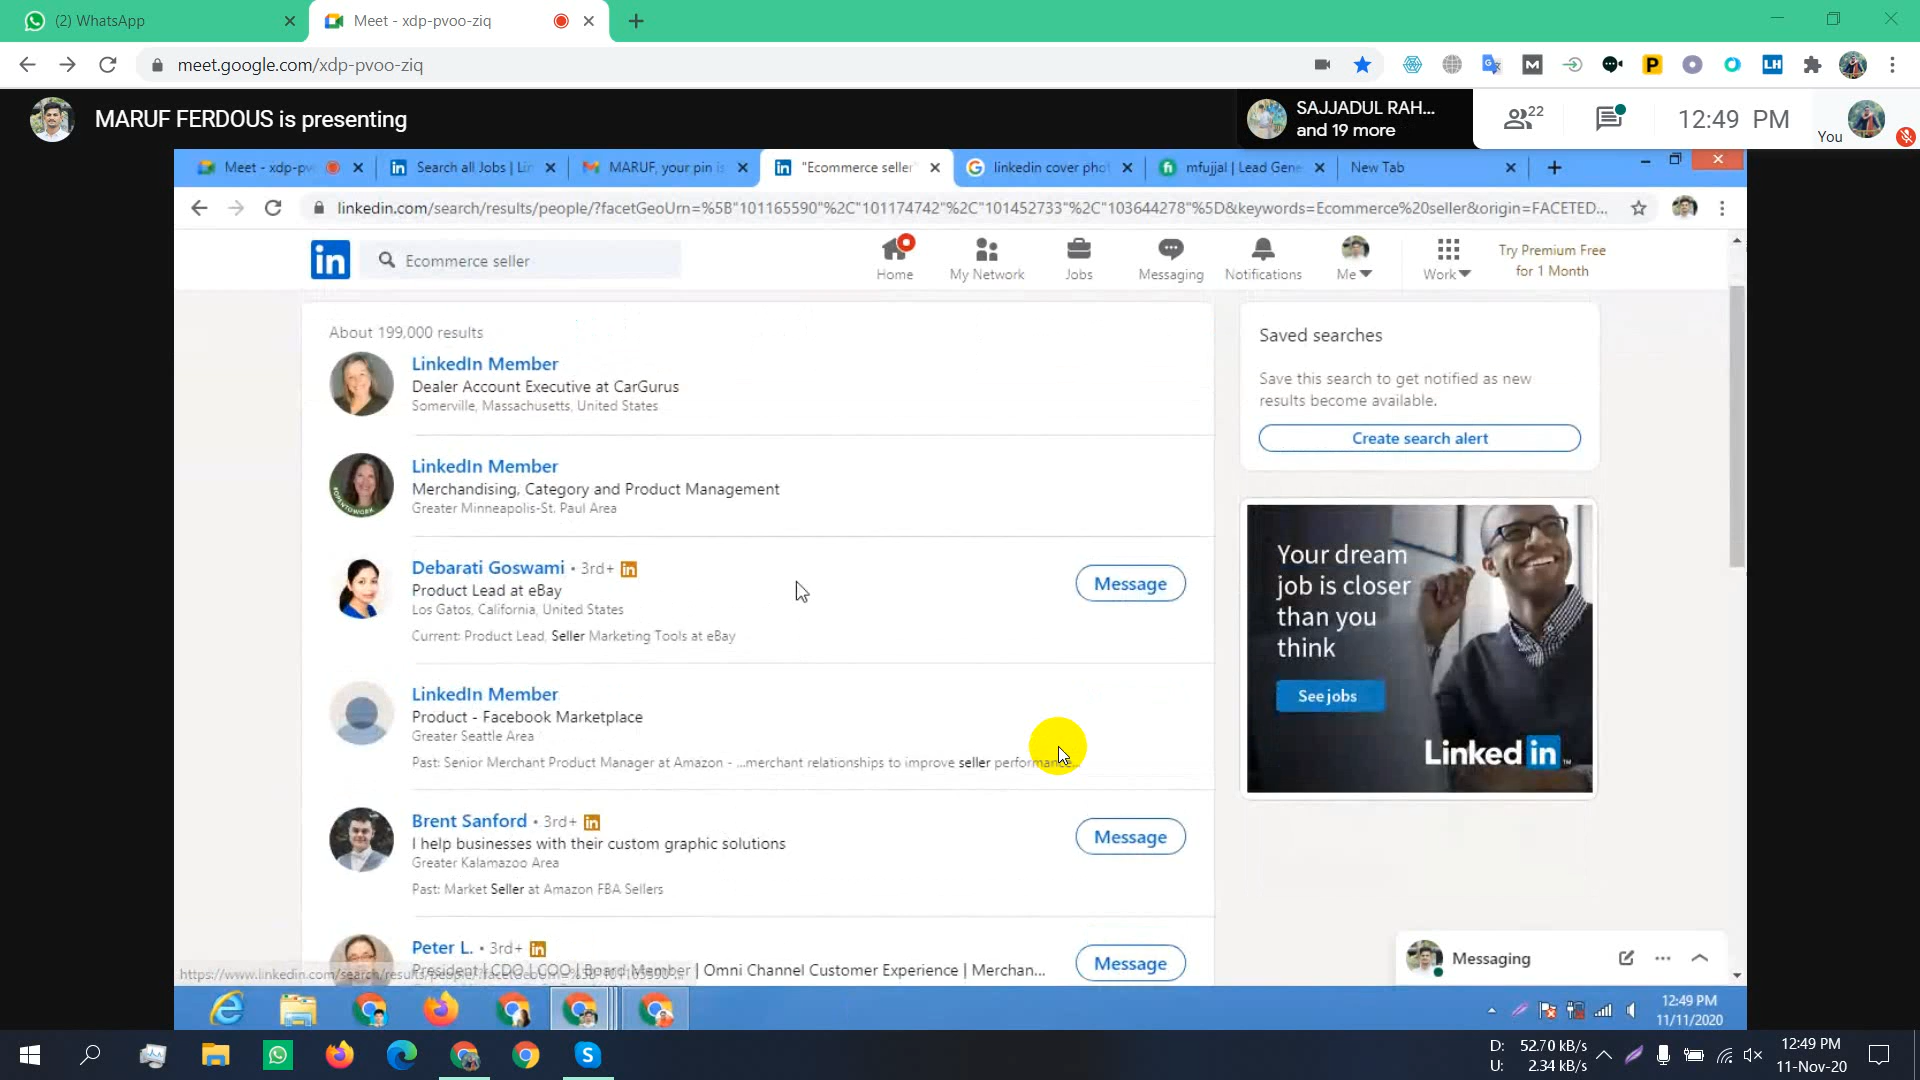 (2) WhatsApp
Meet - xdp-pvoo-ziq
meet.google.com/xdp-pvoo-ziq
MARUF FERDOUS is presenting
SAJJADUL RAH...
and 19 more
22
12:49 PM
You
Meet - xdp-pv
Search all Jobs | Lin
MARUF, your pin is
"Ecommerce seller"
linkedin cover phot
mfujjal | Lead Gene
New Tab
linkedin.com/search/results/people/?facetGeoUrn=%5B"101165590"%2C"101174742"%2C"101452733"%2C"103644278"%5D&keywords=Ecommerce%20seller&origin=FACETED...
in
Ecommerce seller
Home
My Network
Jobs
Messaging
Notifications
Me
Work
Try Premium Free
for 1 Month
About 199,000 results
LinkedIn Member
Dealer Account Executive at CarGurus
Somerville, Massachusetts, United States
LinkedIn Member
Merchandising, Category and Product Management
Greater Minneapolis-St. Paul Area
#OPENTOWORK
Debarati Goswami • 3rd+ in
Product Lead at eBay
Los Gatos, California, United States
Current: Product Lead, Seller Marketing Tools at eBay
Message
LinkedIn Member
Product - Facebook Marketplace
Greater Seattle Area
Past: Senior Merchant Product Manager at Amazon - ...merchant relationships to improve seller performance...
Brent Sanford • 3rd+ in
I help businesses with their custom graphic solutions
Greater Kalamazoo Area
Past: Market Seller at Amazon FBA Sellers
Message
Peter L. • 3rd+ in
President | CDO | COO | Board Member | Omni Channel Customer Experience | Merchan...
Message
Saved searches
Save this search to get notified as new
results become available.
Create search alert
Your dream
job is closer
than you
think
See jobs
Linked in
Messaging
12:49 PM
11/11/2020
D: 52.70 kB/s
U: 2.34 kB/s
12:49 PM
11-Nov-20